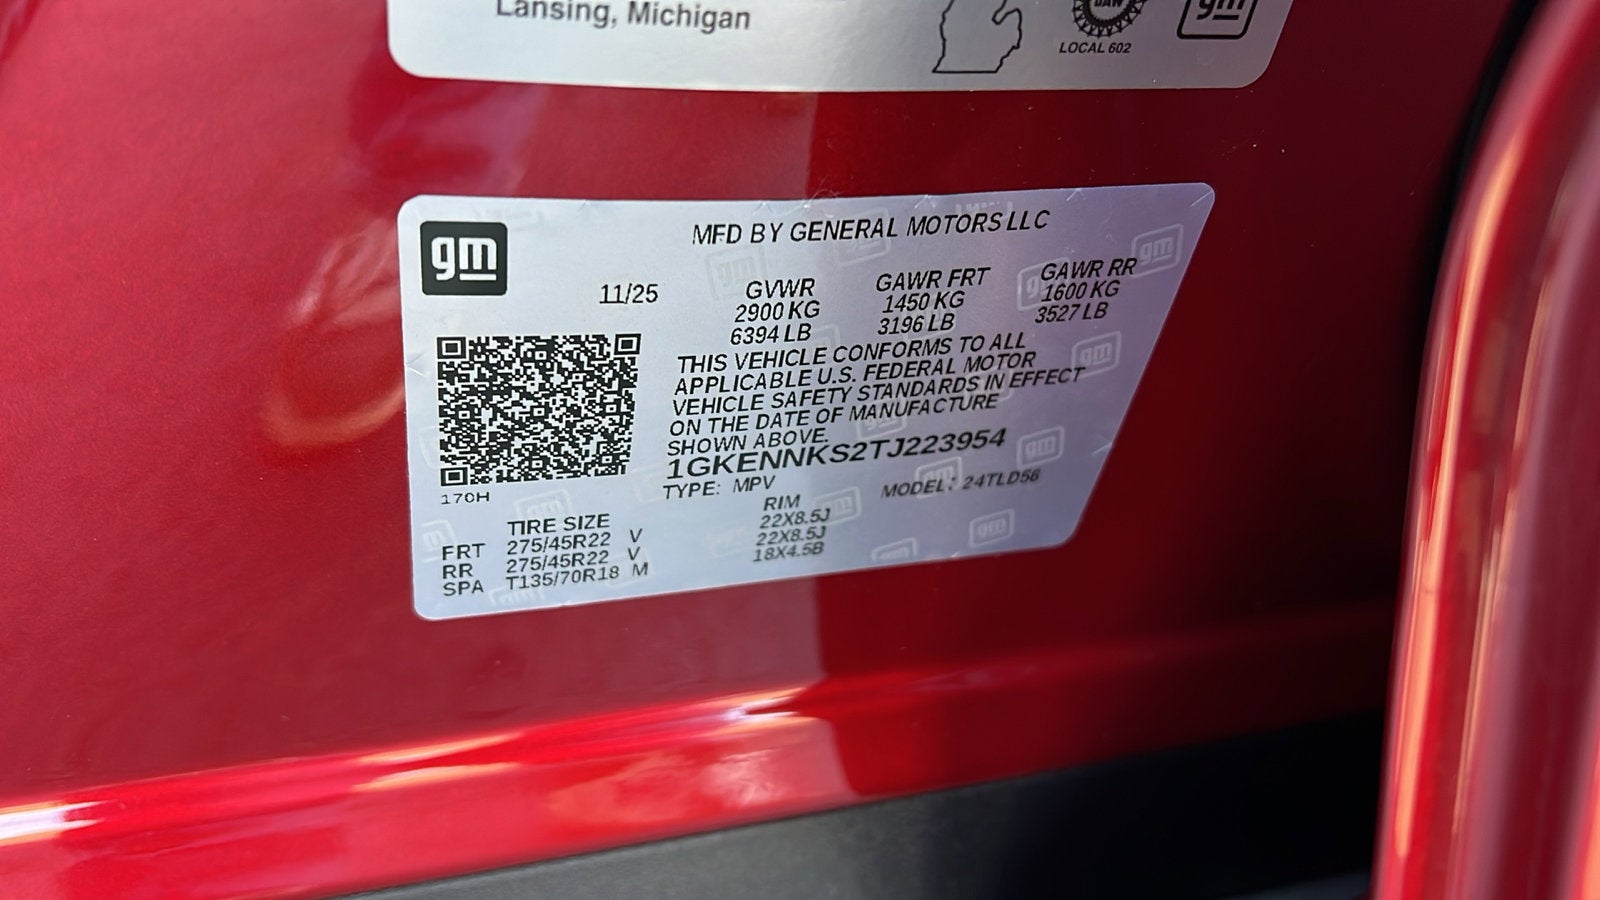 Lansing, Michigan
UAW
LOCAL 602
gm
gm
MFD BY GENERAL MOTORS LLC
11/25
GVWR GAWR FRT GAWR RR
2900 KG 1450 KG 1600 KG
6394 LB 3196 LB 3527 LB
THIS VEHICLE CONFORMS TO ALL
APPLICABLE U.S. FEDERAL MOTOR
VEHICLE SAFETY STANDARDS IN EFFECT
ON THE DATE OF MANUFACTURE
SHOWN ABOVE.
1GKENNKS2TJ223954
TYPE: MPV MODEL: 24TLD56
170H
TIRE SIZE RIM
FRT 275/45R22 V 22X8.5J
RR 275/45R22 V 22X8.5J
SPA T135/70R18 M 18X4.5B